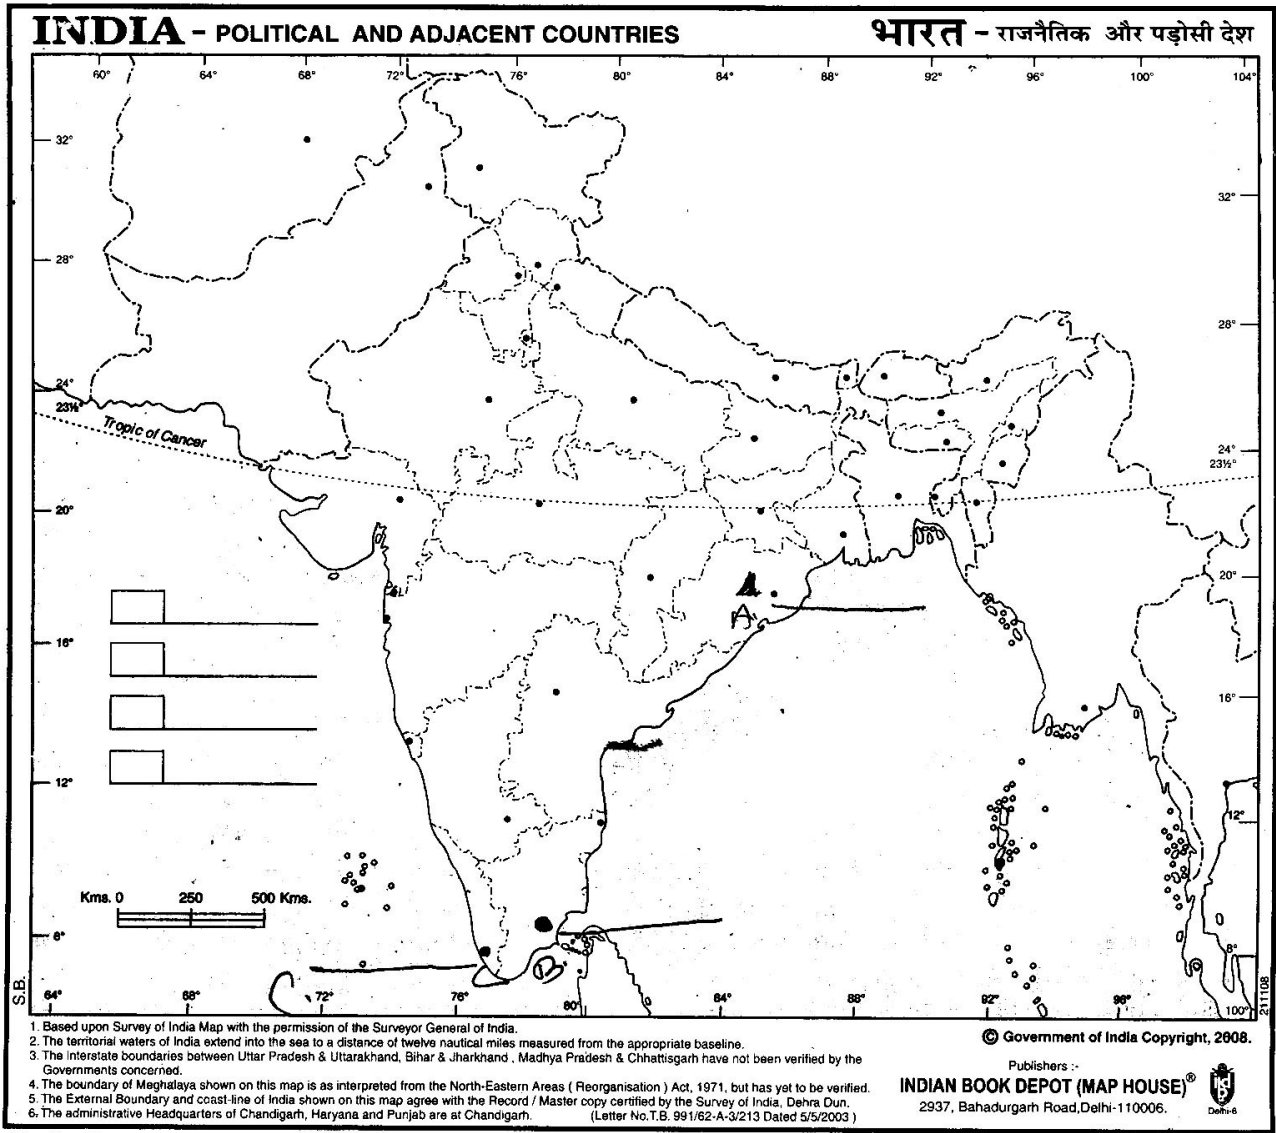 INDIA - POLITICAL AND ADJACENT COUNTRIES
भारत - राजनैतिक और पड़ोसी देश
60° 64° 68° 72° 76° 80° 84° 88° 92° 96° 100° 104°
32°
32°
28°
28°
24°
23½°
Tropic of Cancer
24°
23½°
20°
20°
A
16°
16°
12°
12°
Kms. 0 250 500 Kms.
8°
8°
B
C
S.B.
64° 68° 72° 76° 80° 84° 88° 92° 96° 100°
211108
1. Based upon Survey of India Map with the permission of the Surveyor General of India.
2. The territorial waters of India extend into the sea to a distance of twelve nautical miles measured from the appropriate baseline.
3. The Interstate boundaries between Uttar Pradesh & Uttarakhand, Bihar & Jharkhand , Madhya Pradesh & Chhattisgarh have not been verified by the
Governments concerned.
4. The boundary of Meghalaya shown on this map is as interpreted from the North-Eastern Areas ( Reorganisation ) Act, 1971, but has yet to be verified.
5. The External Boundary and coast-line of India shown on this map agree with the Record / Master copy certified by the Survey of India, Dehra Dun.
6. The administrative Headquarters of Chandigarh, Haryana and Punjab are at Chandigarh. (Letter No.T.B. 991/62-A-3/213 Dated 5/5/2003 )
© Government of India Copyright, 2008.
Publishers :-
INDIAN BOOK DEPOT (MAP HOUSE)®
2937, Bahadurgarh Road,Delhi-110006.
Delhi-6